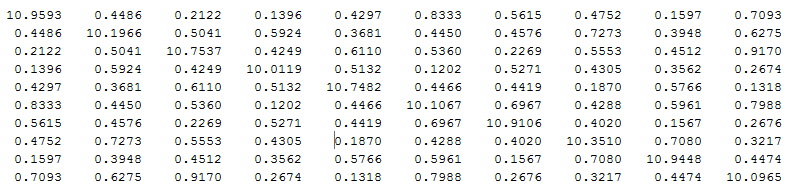 10.9593 0.4486 0.2122 0.1396 0.4297 0.8333 0.5615 0.4752 0.1597 0.7093
0.4486 10.1966 0.5041 0.5924 0.3681 0.4450 0.4576 0.7273 0.3948 0.6275
0.2122 0.5041 10.7537 0.4249 0.6110 0.5360 0.2269 0.5553 0.4512 0.9170
0.1396 0.5924 0.4249 10.0119 0.5132 0.1202 0.5271 0.4305 0.3562 0.2674
0.4297 0.3681 0.6110 0.5132 10.7482 0.4466 0.4419 0.1870 0.5766 0.1318
0.8333 0.4450 0.5360 0.1202 0.4466 10.1067 0.6967 0.4288 0.5961 0.7988
0.5615 0.4576 0.2269 0.5271 0.4419 0.6967 10.9106 0.4020 0.1567 0.2676
0.4752 0.7273 0.5553 0.4305 0.1870 0.4288 0.4020 10.3510 0.7080 0.3217
0.1597 0.3948 0.4512 0.3562 0.5766 0.5961 0.1567 0.7080 10.9448 0.4474
0.7093 0.6275 0.9170 0.2674 0.1318 0.7988 0.2676 0.3217 0.4474 10.0965